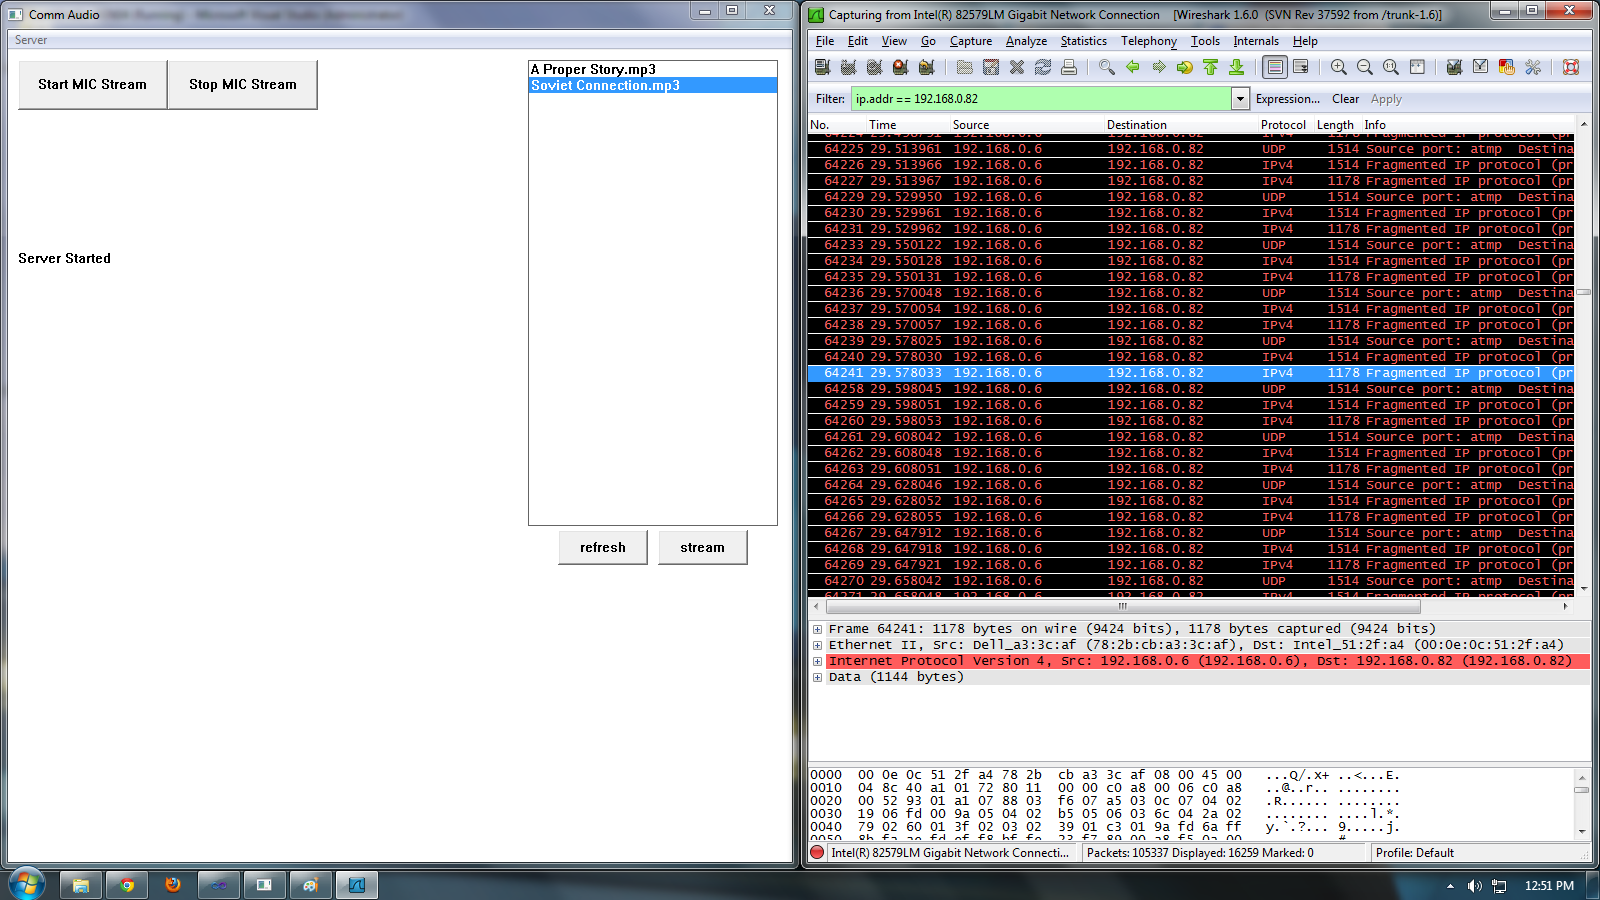 Comm Audio
Server
Start MIC Stream
Stop MIC Stream
A Proper Story.mp3
Soviet Connection.mp3
Server Started
refresh
stream
Capturing from Intel(R) 82579LM Gigabit Network Connection [Wireshark 1.6.0 (SVN Rev 37592 from /trunk-1.6)]
File Edit View Go Capture Analyze Statistics Telephony Tools Internals Help
Filter: ip.addr == 192.168.0.82 Expression... Clear Apply
No. Time Source Destination Protocol Length Info
64225 29.513961 192.168.0.6 192.168.0.82 UDP 1514 Source port: atmp Destina
64226 29.513966 192.168.0.6 192.168.0.82 IPv4 1514 Fragmented IP protocol (pr
64227 29.513967 192.168.0.6 192.168.0.82 IPv4 1178 Fragmented IP protocol (pr
64229 29.529950 192.168.0.6 192.168.0.82 UDP 1514 Source port: atmp Destina
64230 29.529961 192.168.0.6 192.168.0.82 IPv4 1514 Fragmented IP protocol (pr
64231 29.529962 192.168.0.6 192.168.0.82 IPv4 1178 Fragmented IP protocol (pr
64233 29.550122 192.168.0.6 192.168.0.82 UDP 1514 Source port: atmp Destina
64234 29.550128 192.168.0.6 192.168.0.82 IPv4 1514 Fragmented IP protocol (pr
64235 29.550131 192.168.0.6 192.168.0.82 IPv4 1178 Fragmented IP protocol (pr
64236 29.570048 192.168.0.6 192.168.0.82 UDP 1514 Source port: atmp Destina
64237 29.570054 192.168.0.6 192.168.0.82 IPv4 1514 Fragmented IP protocol (pr
64238 29.570057 192.168.0.6 192.168.0.82 IPv4 1178 Fragmented IP protocol (pr
64239 29.578025 192.168.0.6 192.168.0.82 UDP 1514 Source port: atmp Destina
64240 29.578030 192.168.0.6 192.168.0.82 IPv4 1514 Fragmented IP protocol (pr
64241 29.578033 192.168.0.6 192.168.0.82 IPv4 1178 Fragmented IP protocol (pr
64258 29.598045 192.168.0.6 192.168.0.82 UDP 1514 Source port: atmp Destina
64259 29.598051 192.168.0.6 192.168.0.82 IPv4 1514 Fragmented IP protocol (pr
64260 29.598053 192.168.0.6 192.168.0.82 IPv4 1178 Fragmented IP protocol (pr
64261 29.608042 192.168.0.6 192.168.0.82 UDP 1514 Source port: atmp Destina
64262 29.608048 192.168.0.6 192.168.0.82 IPv4 1514 Fragmented IP protocol (pr
64263 29.608051 192.168.0.6 192.168.0.82 IPv4 1178 Fragmented IP protocol (pr
64264 29.628046 192.168.0.6 192.168.0.82 UDP 1514 Source port: atmp Destina
64265 29.628052 192.168.0.6 192.168.0.82 IPv4 1514 Fragmented IP protocol (pr
64266 29.628055 192.168.0.6 192.168.0.82 IPv4 1178 Fragmented IP protocol (pr
64267 29.647912 192.168.0.6 192.168.0.82 UDP 1514 Source port: atmp Destina
64268 29.647918 192.168.0.6 192.168.0.82 IPv4 1514 Fragmented IP protocol (pr
64269 29.647921 192.168.0.6 192.168.0.82 IPv4 1178 Fragmented IP protocol (pr
64270 29.658042 192.168.0.6 192.168.0.82 UDP 1514 Source port: atmp Destina
Frame 64241: 1178 bytes on wire (9424 bits), 1178 bytes captured (9424 bits)
Ethernet II, Src: Dell_a3:3c:af (78:2b:cb:a3:3c:af), Dst: Intel_51:2f:a4 (00:0e:0c:51:2f:a4)
Internet Protocol Version 4, Src: 192.168.0.6 (192.168.0.6), Dst: 192.168.0.82 (192.168.0.82)
Data (1144 bytes)
0000 00 0e 0c 51 2f a4 78 2b cb a3 3c af 08 00 45 00 ...Q/.x+ ..<...E.
0010 04 8c 40 a1 01 72 80 11 00 00 c0 a8 00 06 c0 a8 ..@..r.. ........
0020 00 52 93 01 a1 07 88 03 f6 07 a5 03 0c 07 04 02 .R...... ........
0030 19 06 fd 00 9a 05 04 02 b5 05 06 03 6c 04 2a 02 ........ ....l.*.
0040 79 02 60 01 3f 02 03 02 39 01 c3 01 9a fd 6a ff y.`.?... 9.....j.
Intel(R) 82579LM Gigabit Network Connecti... Packets: 105337 Displayed: 16259 Marked: 0 Profile: Default
12:51 PM